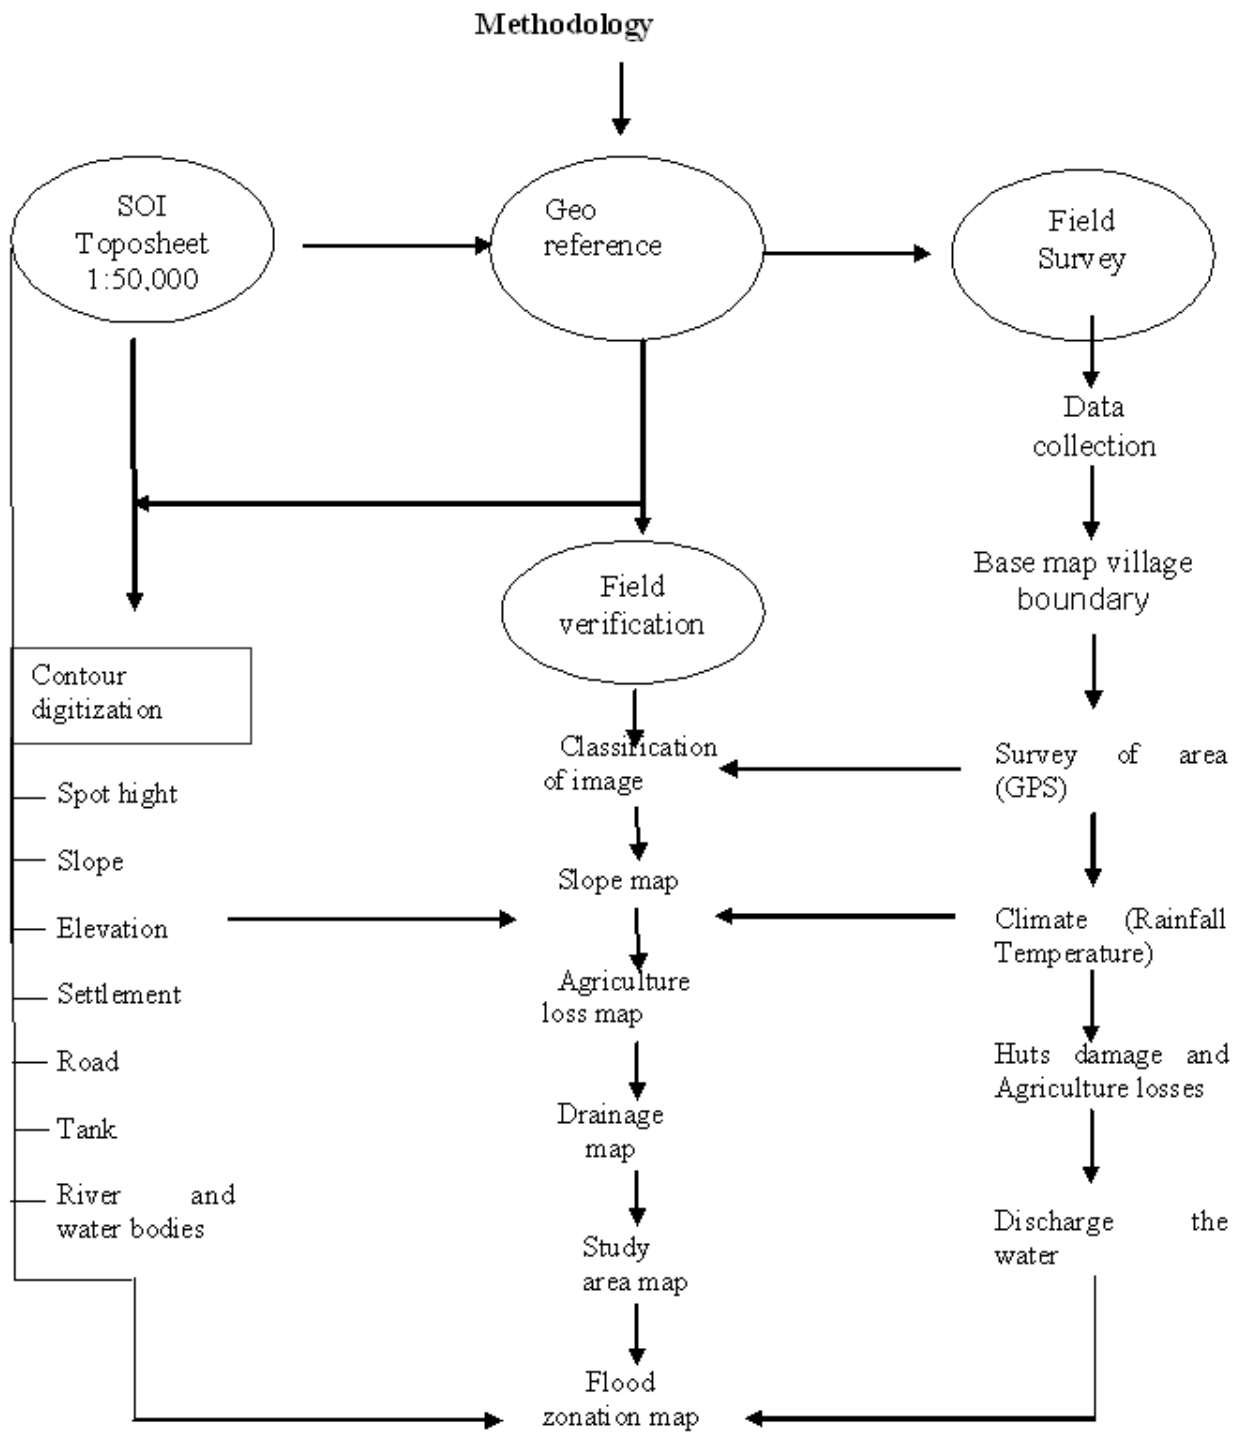 Methodology
SOI
Toposheet
1:50,000
Geo
reference
Field
Survey
Data
collection
Base map village
boundary
Field
verification
Contour
digitization
Classification
of image
Survey of area
(GPS)
Spot hight
Slope
Slope map
Elevation
Climate (Rainfall
Temperature)
Settlement
Agriculture
loss map
Road
Huts damage and
Agriculture losses
Tank
Drainage
map
River and
water bodies
Study
area map
Discharge the
water
Flood
zonation map